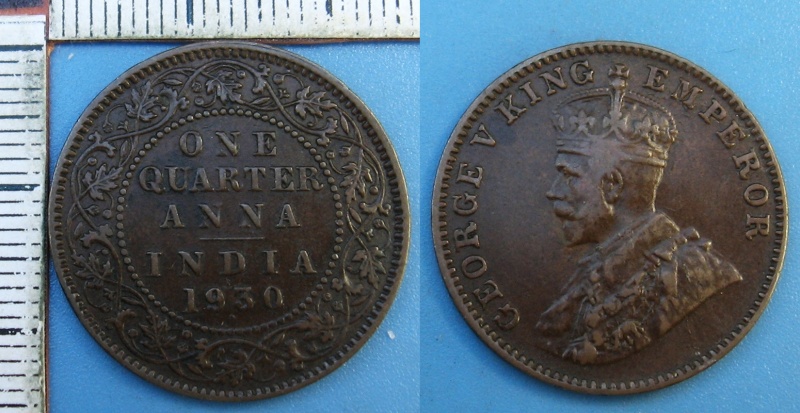 ONE
QUARTER
ANNA
INDIA
1930
GEORGE V KING EMPEROR